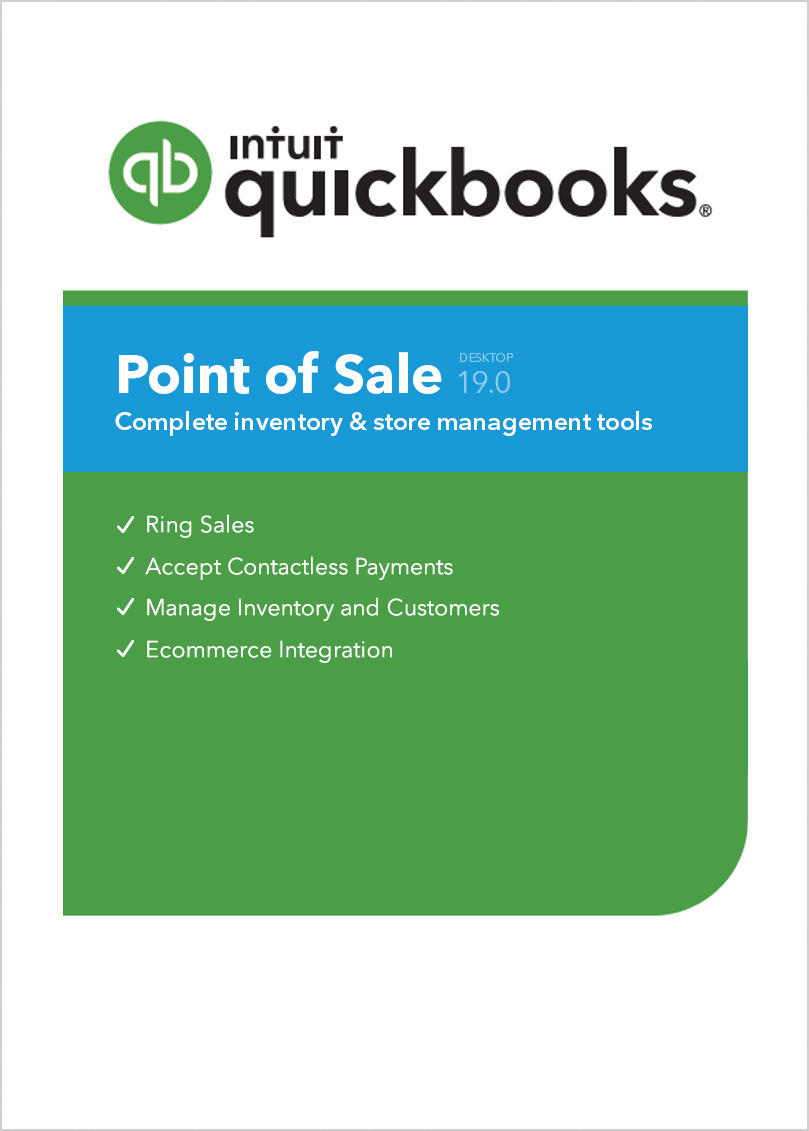 qb
intuit
quickbooks®
Point of Sale
DESKTOP
19.0
Complete inventory & store management tools
✓ Ring Sales
✓ Accept Contactless Payments
✓ Manage Inventory and Customers
✓ Ecommerce Integration